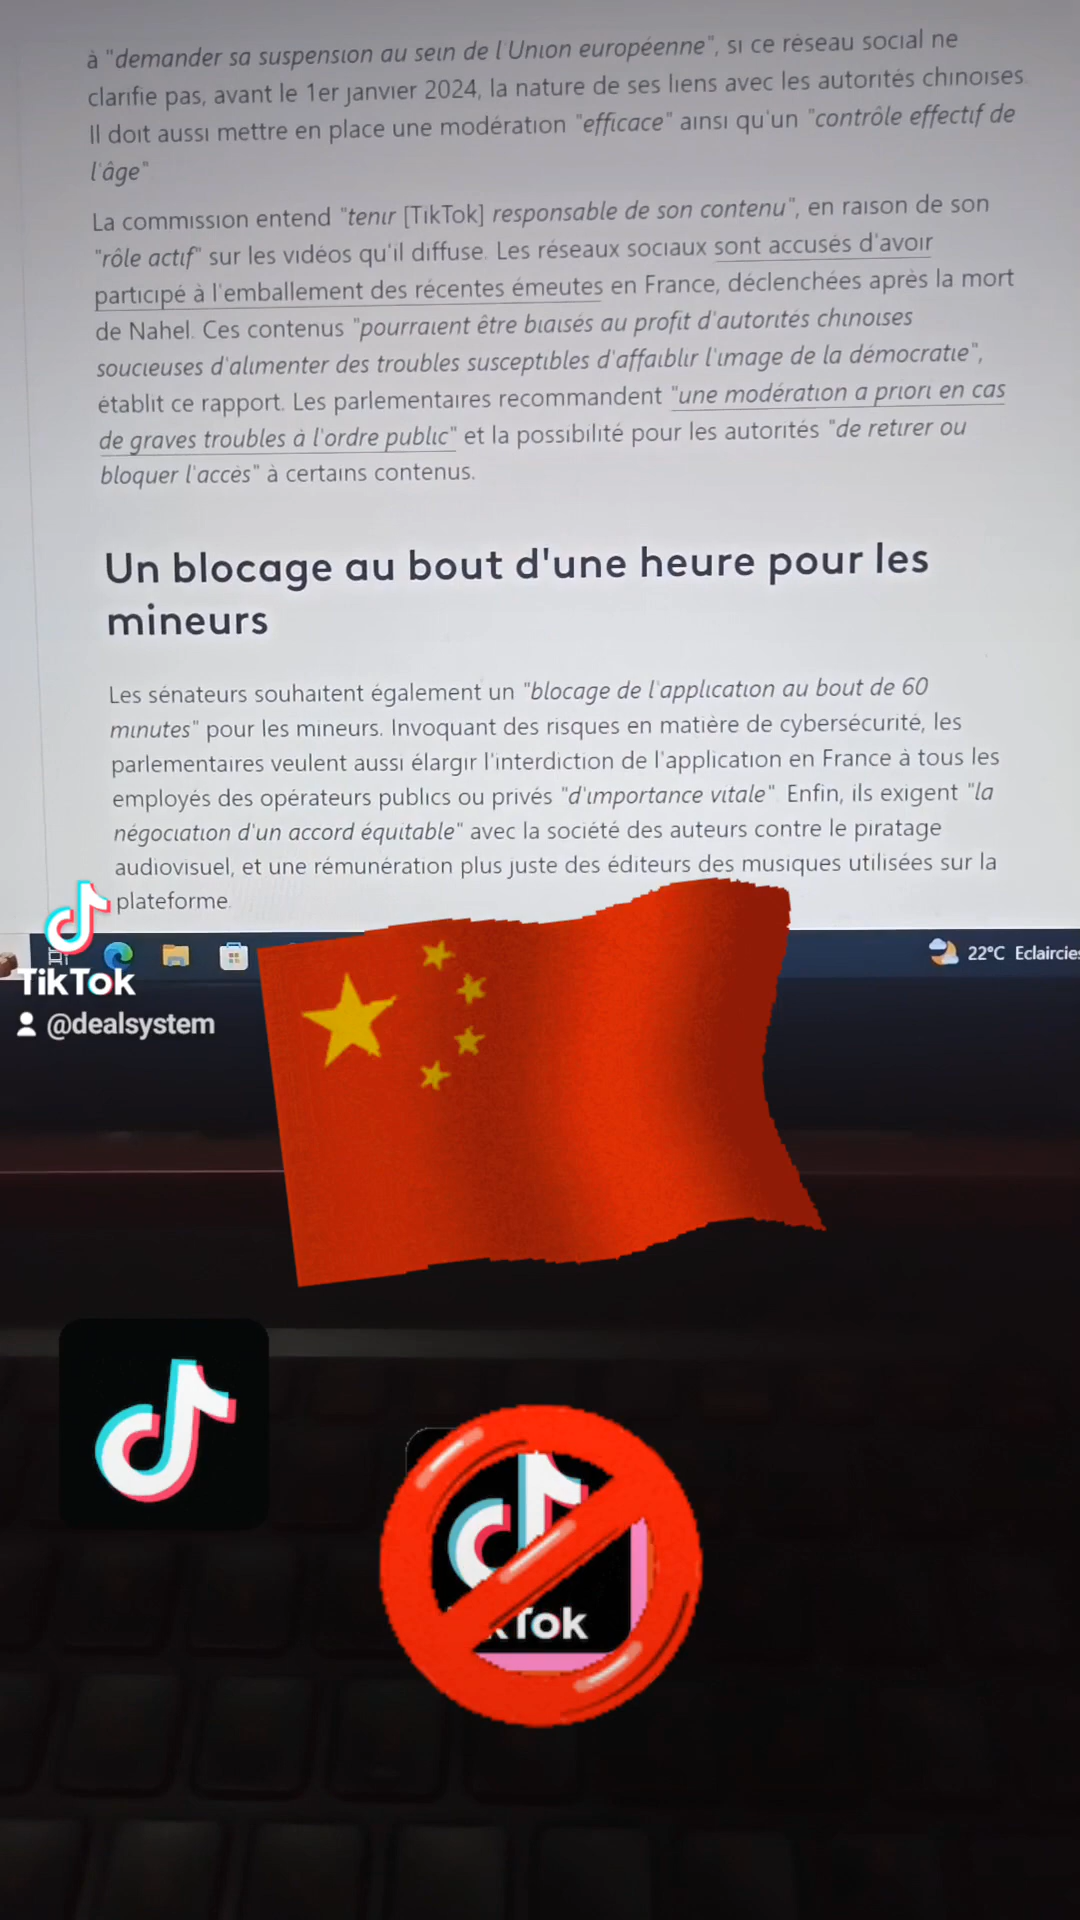 à "demander sa suspension au sein de l'Union européenne", si ce réseau social ne
clarifie pas, avant le 1er janvier 2024, la nature de ses liens avec les autorités chinoises.
Il doit aussi mettre en place une modération "efficace" ainsi qu'un "contrôle effectif de
l'âge"
La commission entend "tenir [TikTok] responsable de son contenu", en raison de son
"rôle actif" sur les vidéos qu'il diffuse. Les réseaux sociaux sont accusés d'avoir
participé à l'emballement des récentes émeutes en France, déclenchées après la mort
de Nahel. Ces contenus "pourraient être biaisés au profit d'autorités chinoises
soucieuses d'alimenter des troubles susceptibles d'affaiblir l'image de la démocratie",
établit ce rapport. Les parlementaires recommandent "une modération a priori en cas
de graves troubles à l'ordre public" et la possibilité pour les autorités "de retirer ou
bloquer l'accès" à certains contenus.
Un blocage au bout d'une heure pour les
mineurs
Les sénateurs souhaitent également un "blocage de l'application au bout de 60
minutes" pour les mineurs. Invoquant des risques en matière de cybersécurité, les
parlementaires veulent aussi élargir l'interdiction de l'application en France à tous les
employés des opérateurs publics ou privés "d'importance vitale". Enfin, ils exigent "la
négociation d'un accord équitable" avec la société des auteurs contre le piratage
audiovisuel, et une rémunération plus juste des éditeurs des musiques utilisées sur la
plateforme.
22°C Eclaircies
TikTok
@dealsystem
kTok